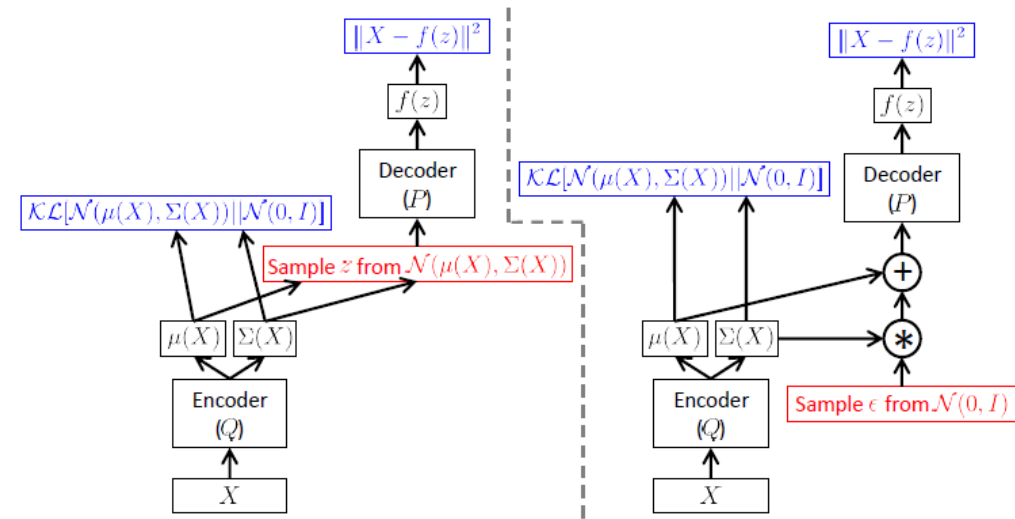 ‖X − f(z)‖²
f(z)
Decoder
(P)
𝒦ℒ[𝒩(μ(X), Σ(X))||𝒩(0, I)]
Sample z from 𝒩(μ(X), Σ(X))
μ(X) Σ(X)
Encoder
(Q)
X
‖X − f(z)‖²
f(z)
Decoder
(P)
𝒦ℒ[𝒩(μ(X), Σ(X))||𝒩(0, I)]
+
μ(X) Σ(X) *
Sample ϵ from 𝒩(0, I)
Encoder
(Q)
X